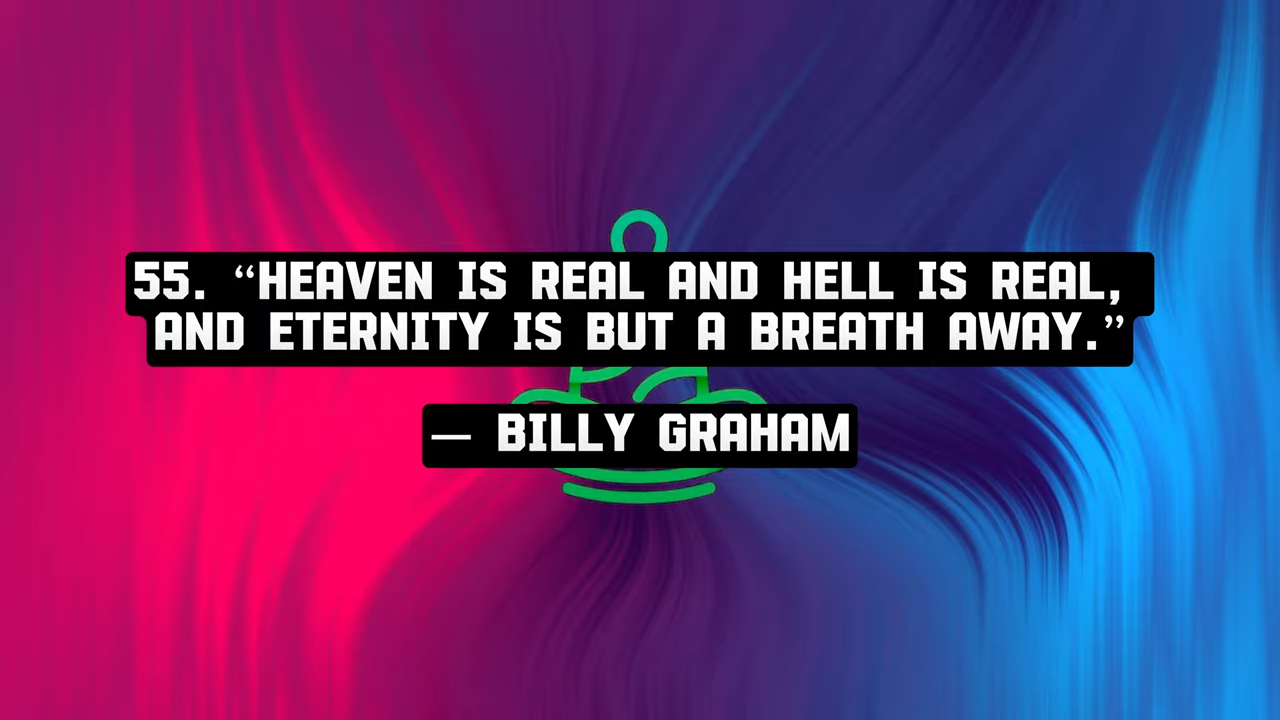 55. “HEAVEN IS REAL AND HELL IS REAL,
AND ETERNITY IS BUT A BREATH AWAY.”
— BILLY GRAHAM